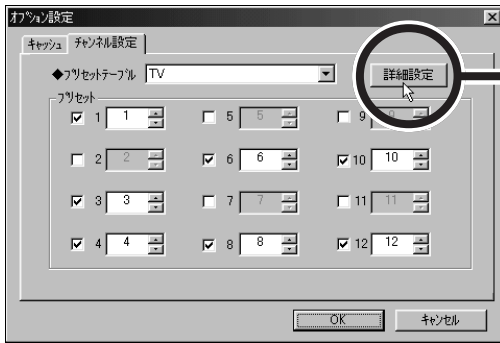 ｵﾌﾟｼｮﾝ設定
ｷｬｯｼｭ ﾁｬﾝﾈﾙ設定
◆ﾌﾟﾘｾｯﾄﾃｰﾌﾞﾙ TV 詳細設定
ﾌﾟﾘｾｯﾄ
1 1 5 5 9 9
2 2 6 6 10 10
3 3 7 7 11 11
4 4 8 8 12 12
OK ｷｬﾝｾﾙ